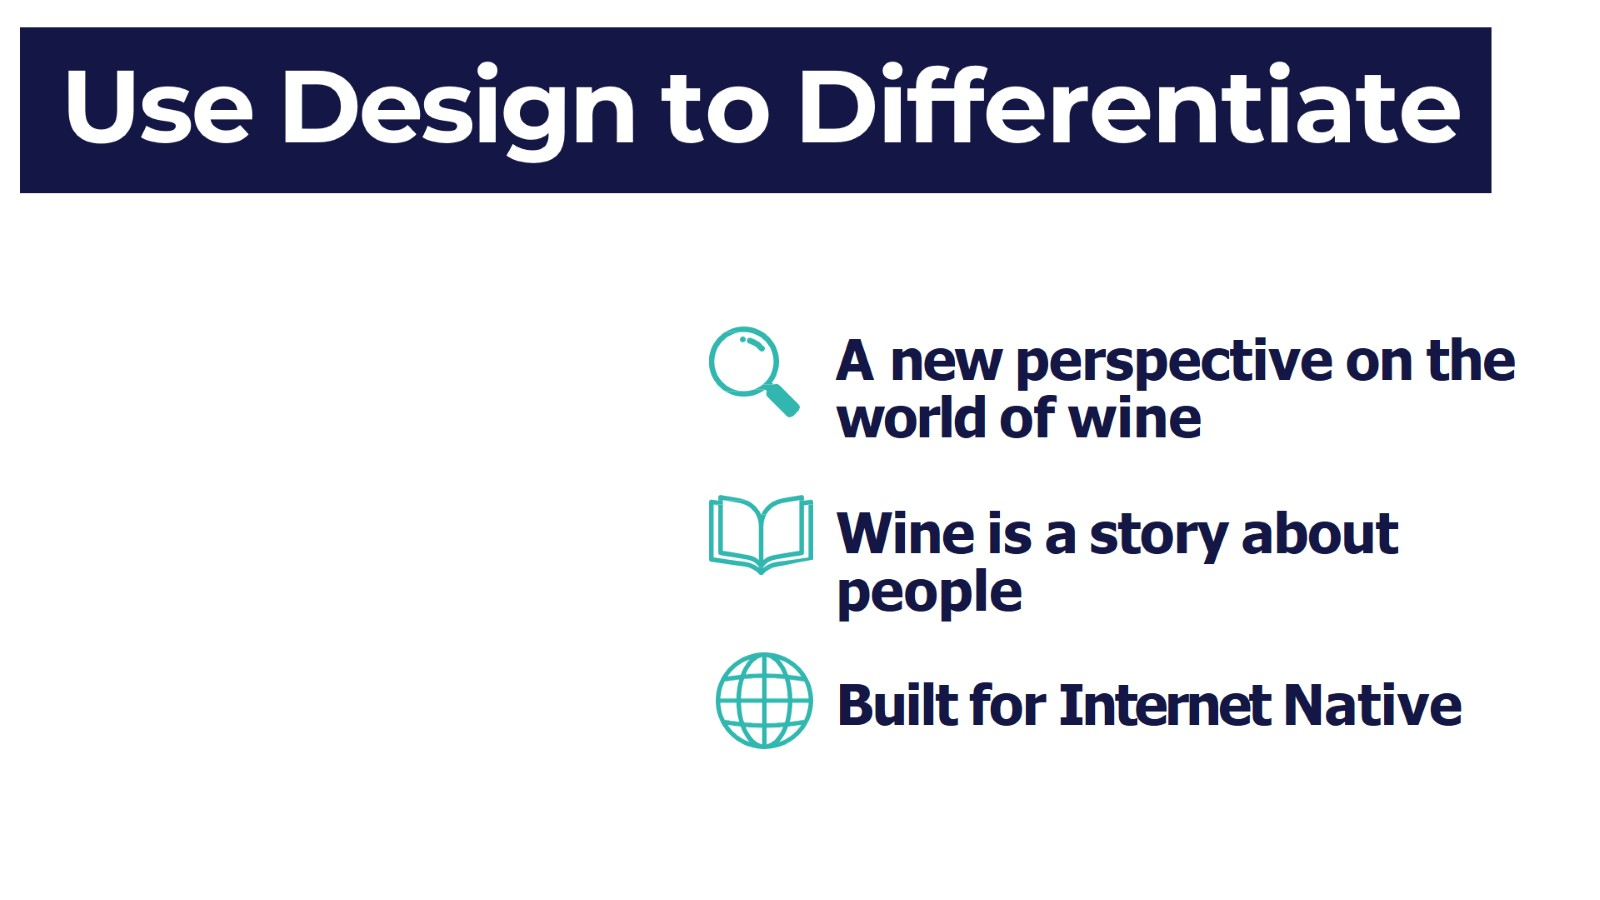 Use Design to Differentiate
A new perspective on the
world of wine
Wine is a story about
people
Built for Internet Native